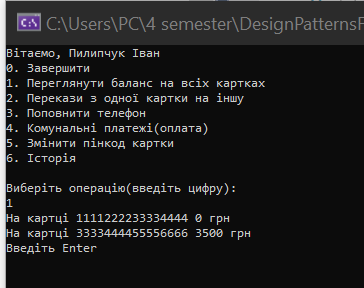 C:\Users\PC\4 semester\DesignPatternsF
Вітаємо, Пилипчук Іван
0. Завершити
1. Переглянути баланс на всіх картках
2. Перекази з одної картки на іншу
3. Поповнити телефон
4. Комунальні платежі(оплата)
5. Змінити пінкод картки
6. Історія
Виберіть операцію(введіть цифру):
1
На картці 1111222233334444 0 грн
На картці 3333444455556666 3500 грн
Введіть Enter